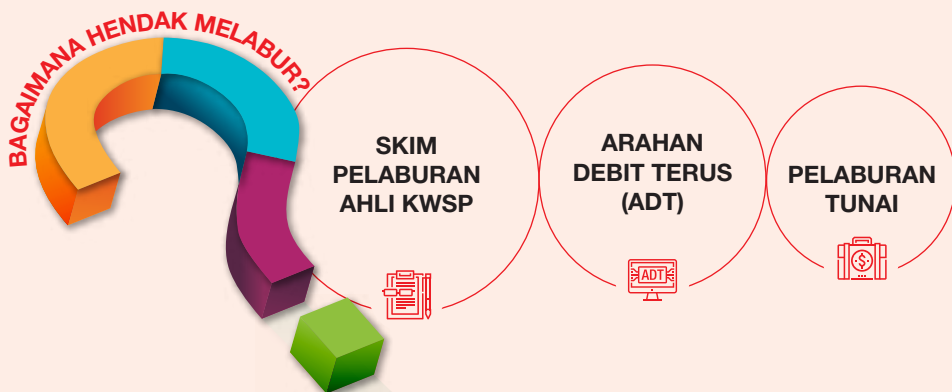 BAGAIMANA HENDAK MELABUR?
SKIM
PELABURAN
AHLI KWSP
ARAHAN
DEBIT TERUS
(ADT)
ADT
PELABURAN
TUNAI
$